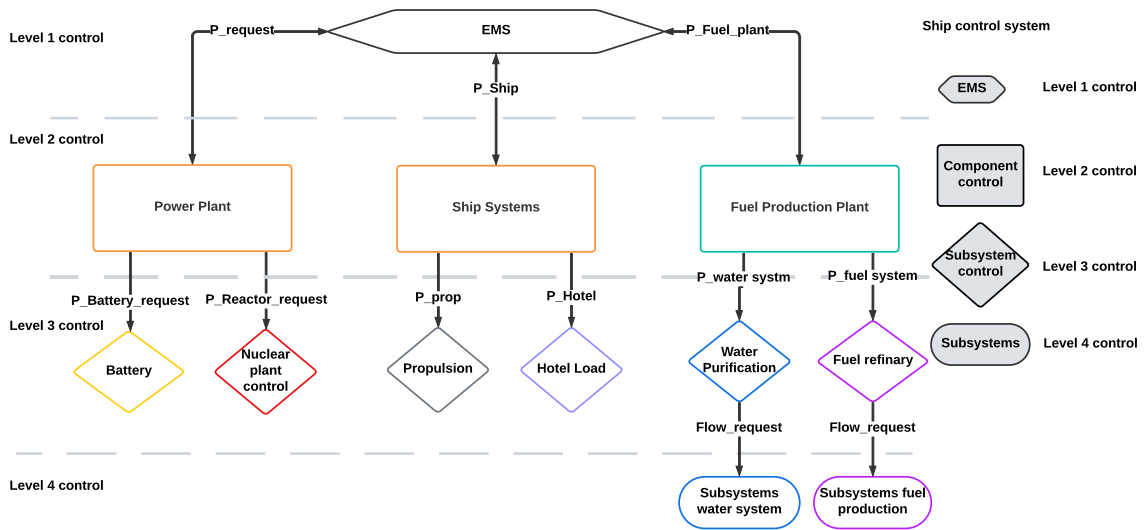 Level 1 control
P_request
EMS
P_Fuel_plant
Ship control system
P_Ship
EMS
Level 1 control
Level 2 control
Power Plant
Ship Systems
Fuel Production Plant
Component
control
Level 2 control
P_Battery_request
P_Reactor_request
P_prop
P_Hotel
P_water systm
P_fuel system
Subsystem
control
Level 3 control
Level 3 control
Battery
Nuclear
plant
control
Propulsion
Hotel Load
Water
Purification
Fuel refinary
Subsystems
Level 4 control
Flow_request
Flow_request
Level 4 control
Subsystems
water system
Subsystems fuel
production